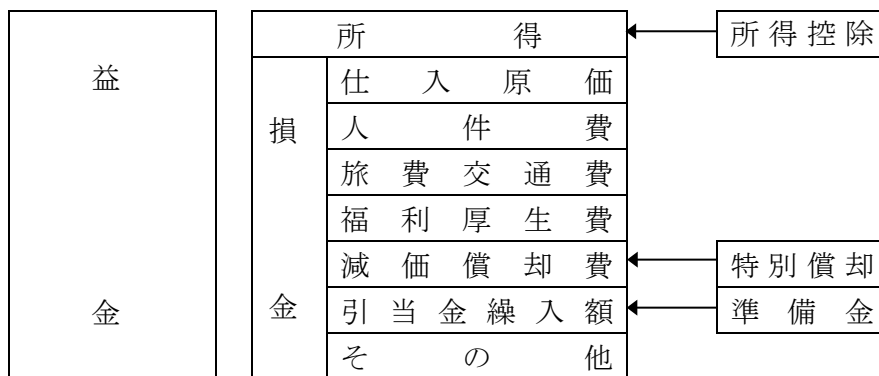 所得
所得控除
益金
損金
仕入原価
人件費
旅費交通費
福利厚生費
減価償却費
特別償却
引当金繰入額
準備金
その他